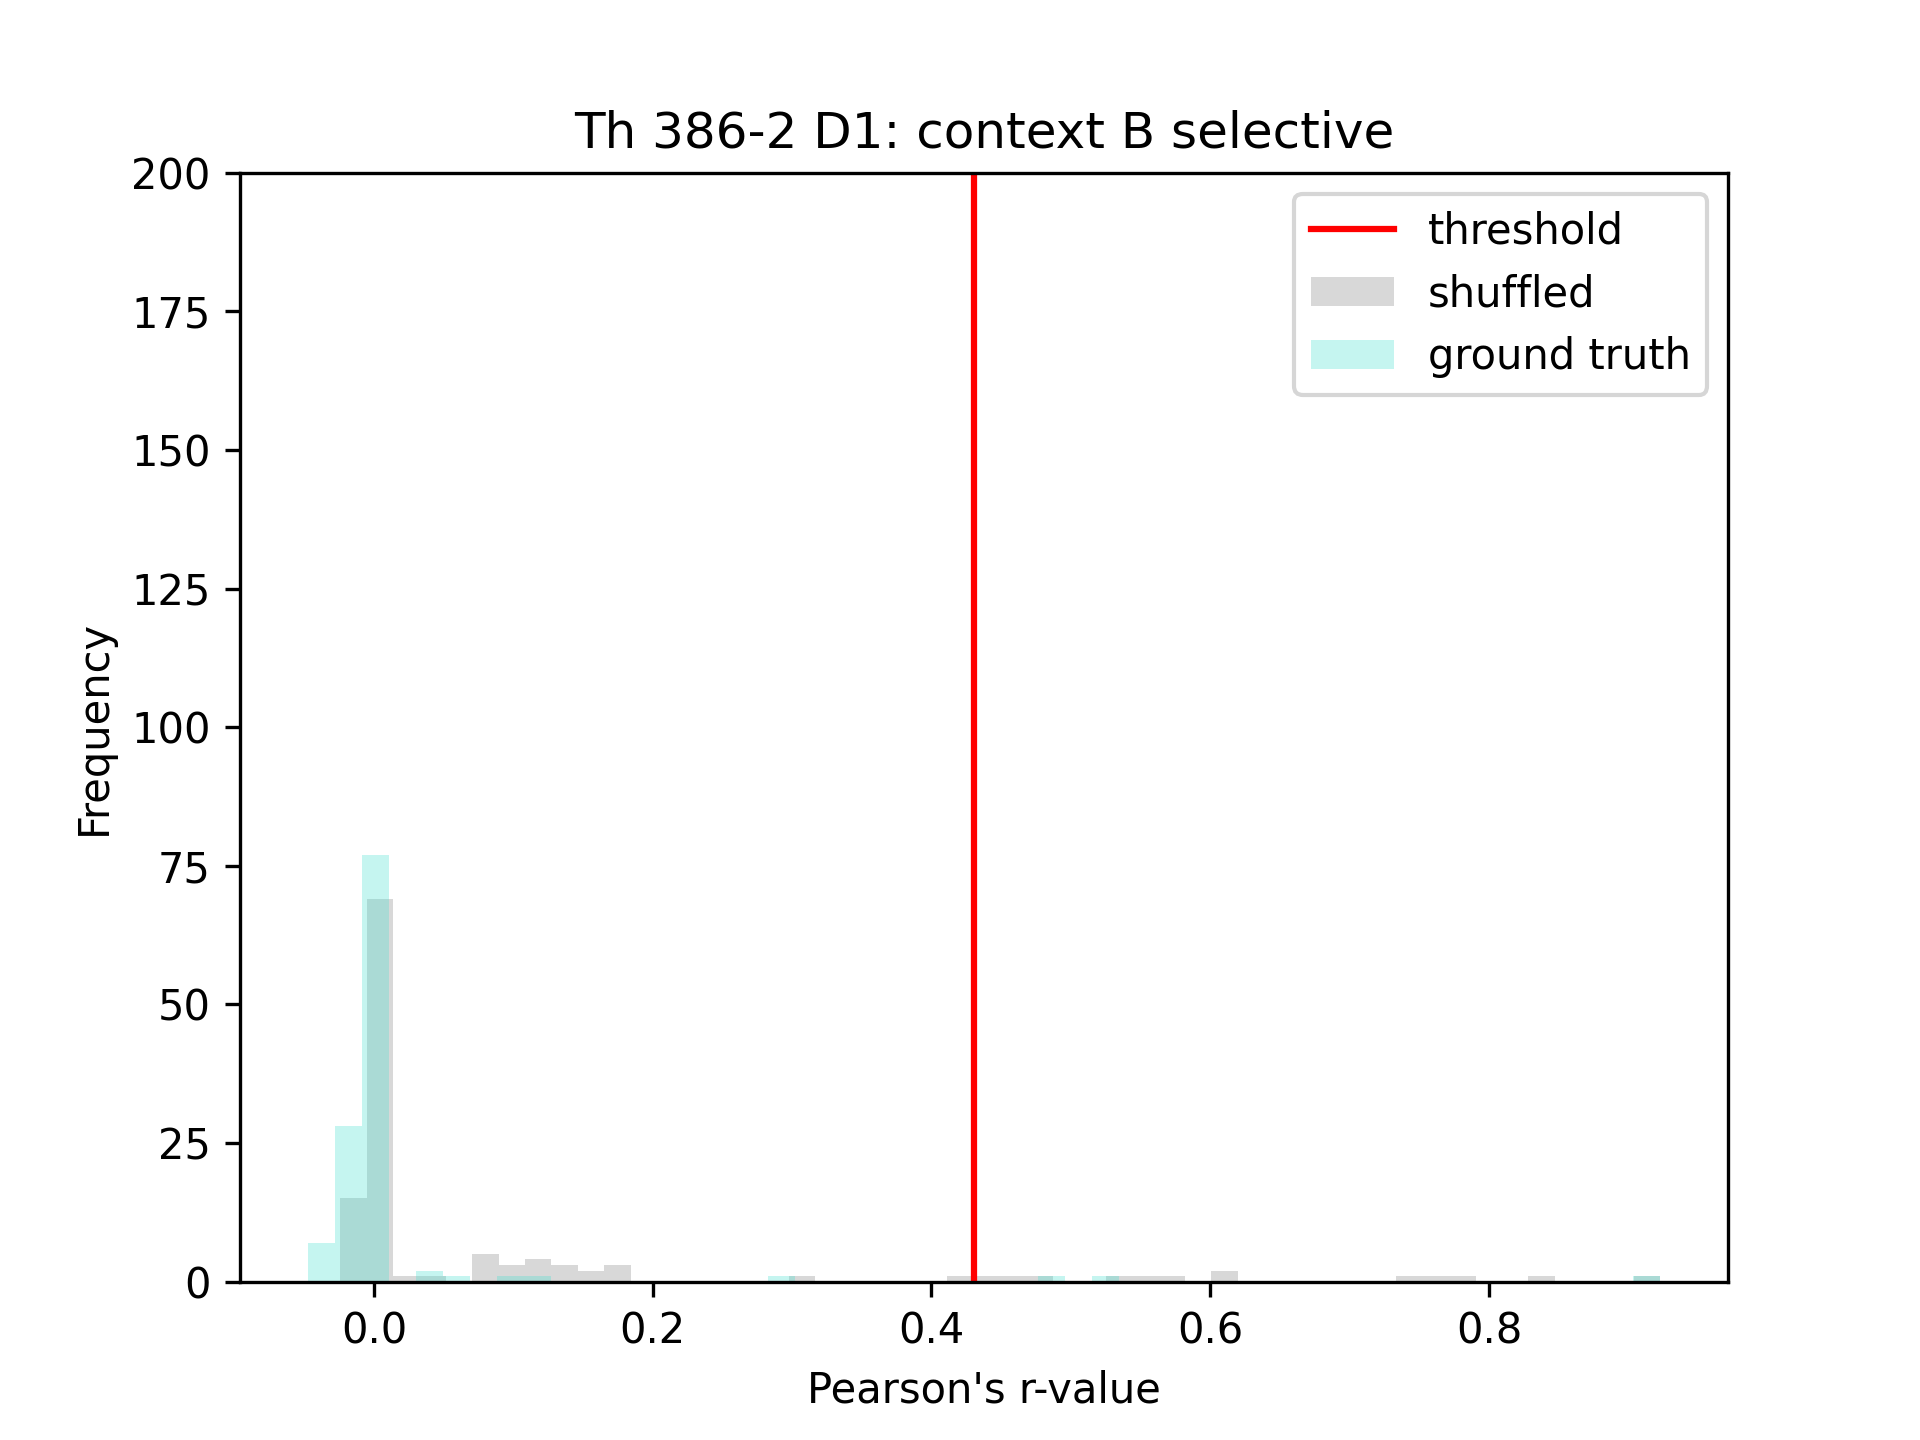 Th 386-2 D1: context B selective
200
175
150
125
100
75
50
25
0
Frequency
threshold
shuffled
ground truth
0.0 0.2 0.4 0.6 0.8
Pearson's r-value